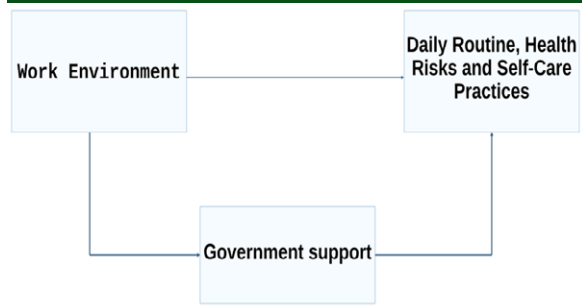 Work Environment
Daily Routine, Health
Risks and Self-Care
Practices
Government support